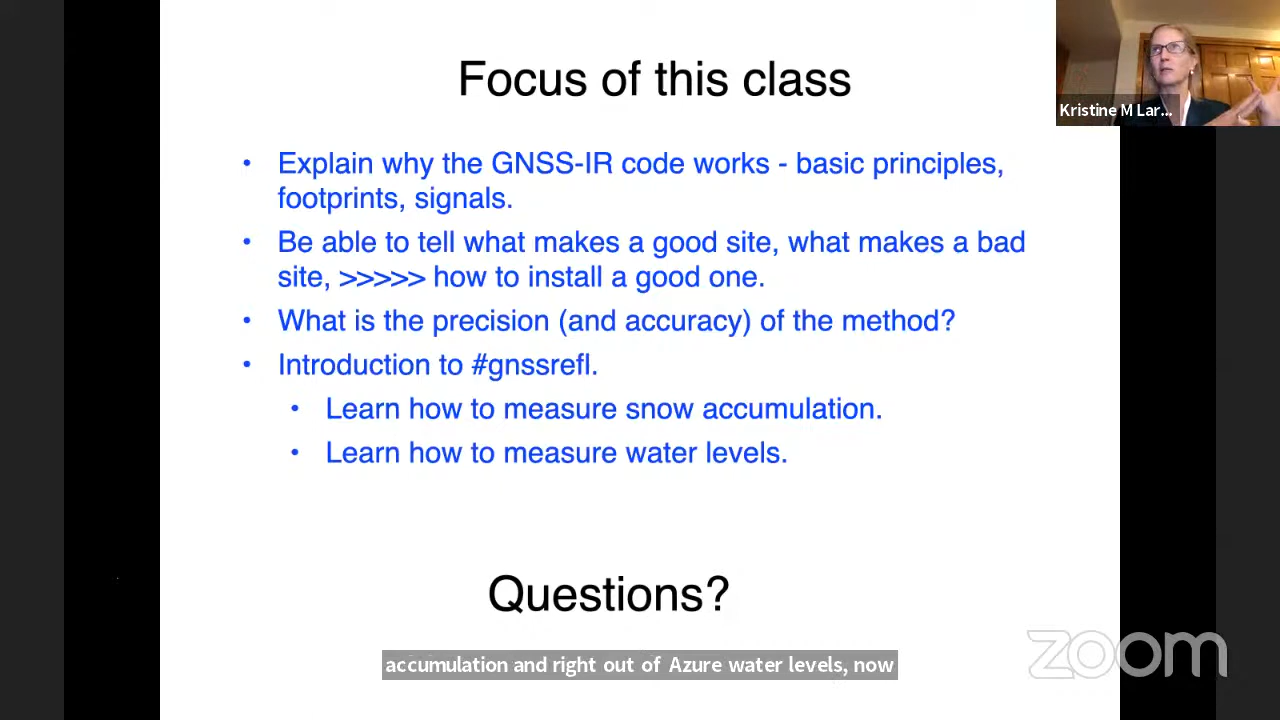 Focus of this class
Kristine M Lar...
• Explain why the GNSS-IR code works - basic principles,
footprints, signals.
• Be able to tell what makes a good site, what makes a bad
site, >>>>> how to install a good one.
• What is the precision (and accuracy) of the method?
• Introduction to #gnssrefl.
• Learn how to measure snow accumulation.
• Learn how to measure water levels.
Questions?
accumulation and right out of Azure water levels, now
zoom